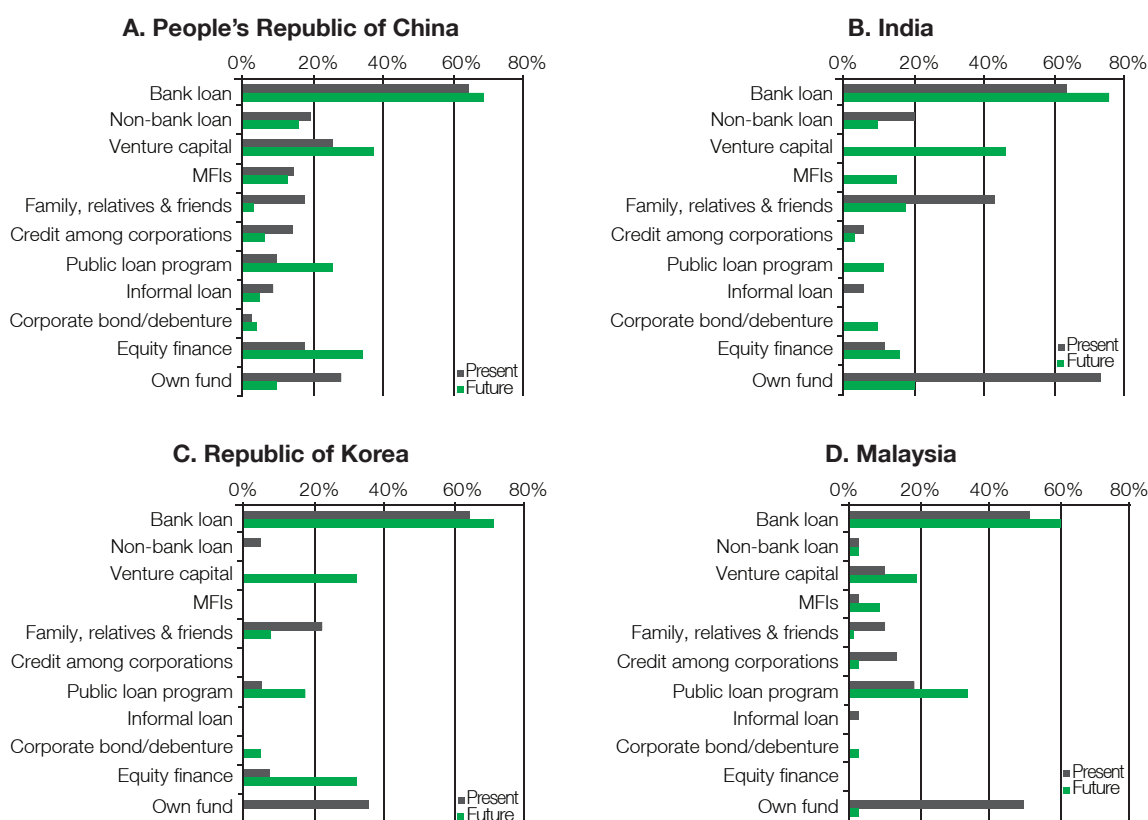 A. People's Republic of China
0% 20% 40% 60% 80%
Bank loan
Non-bank loan
Venture capital
MFIs
Family, relatives & friends
Credit among corporations
Public loan program
Informal loan
Corporate bond/debenture
Equity finance
Own fund
Present
Future
B. India
0% 20% 40% 60% 80%
Bank loan
Non-bank loan
Venture capital
MFIs
Family, relatives & friends
Credit among corporations
Public loan program
Informal loan
Corporate bond/debenture
Equity finance
Own fund
Present
Future
C. Republic of Korea
0% 20% 40% 60% 80%
Bank loan
Non-bank loan
Venture capital
MFIs
Family, relatives & friends
Credit among corporations
Public loan program
Informal loan
Corporate bond/debenture
Equity finance
Own fund
Present
Future
D. Malaysia
0% 20% 40% 60% 80%
Bank loan
Non-bank loan
Venture capital
MFIs
Family, relatives & friends
Credit among corporations
Public loan program
Informal loan
Corporate bond/debenture
Equity finance
Own fund
Present
Future